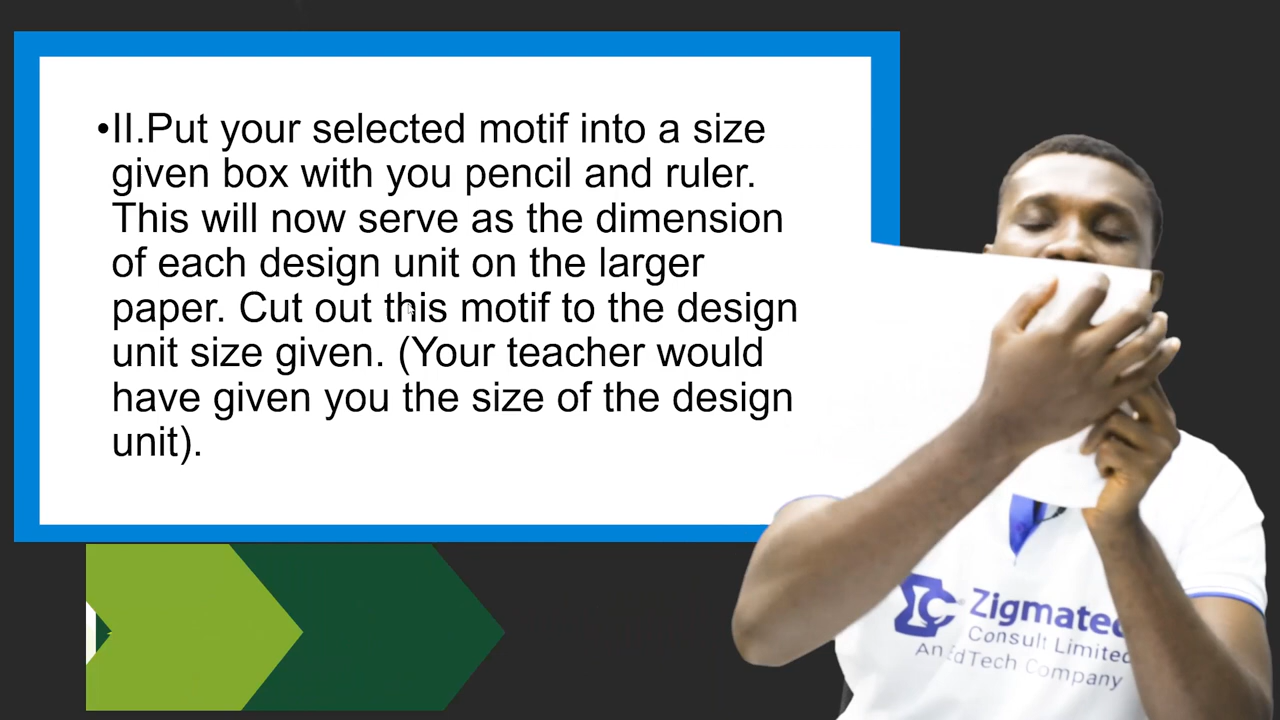 •II.Put your selected motif into a size
given box with you pencil and ruler.
This will now serve as the dimension
of each design unit on the larger
paper. Cut out this motif to the design
unit size given. (Your teacher would
have given you the size of the design
unit).
Consult Limited
An EdTech Company